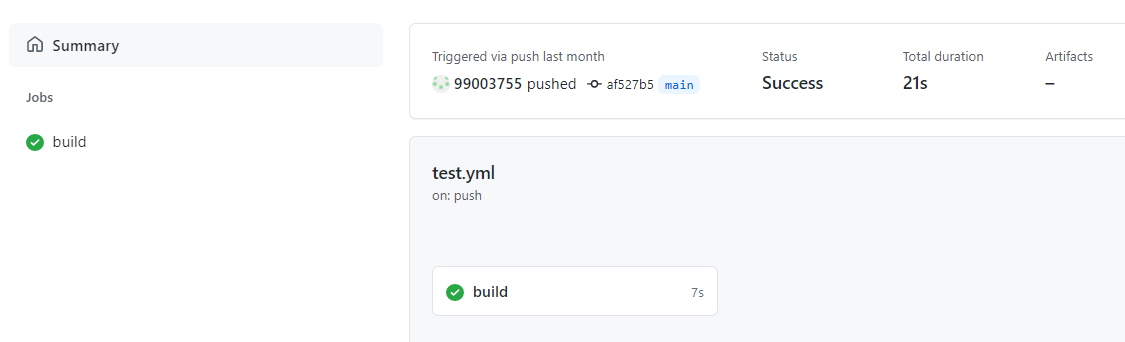 Summary
Jobs
build
Triggered via push last month
99003755 pushed af527b5 main
Status
Success
Total duration
21s
Artifacts
–
test.yml
on: push
build 7s